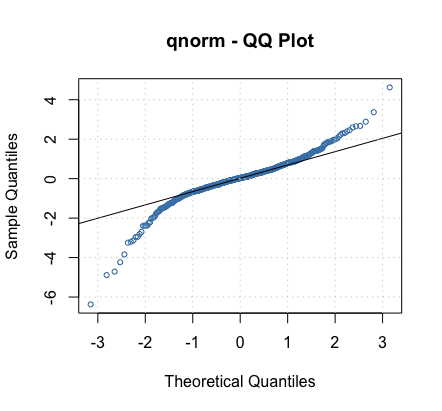 qnorm - QQ Plot
Sample Quantiles
4
2
0
-2
-4
-6
-3 -2 -1 0 1 2 3
Theoretical Quantiles